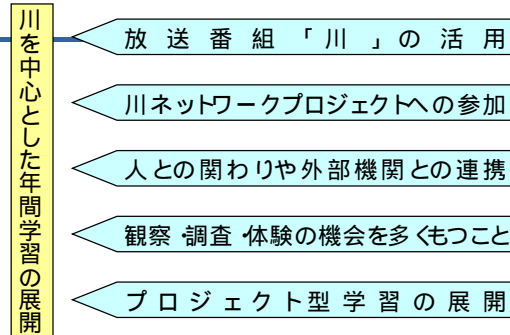 川を中心とした年間学習の展開
放送番組「川」の活用
川ネットワークプロジェクトへの参加
人との関わりや外部機関との連携
観察・調査・体験の機会を多くもつこと
プロジェクト型学習の展開